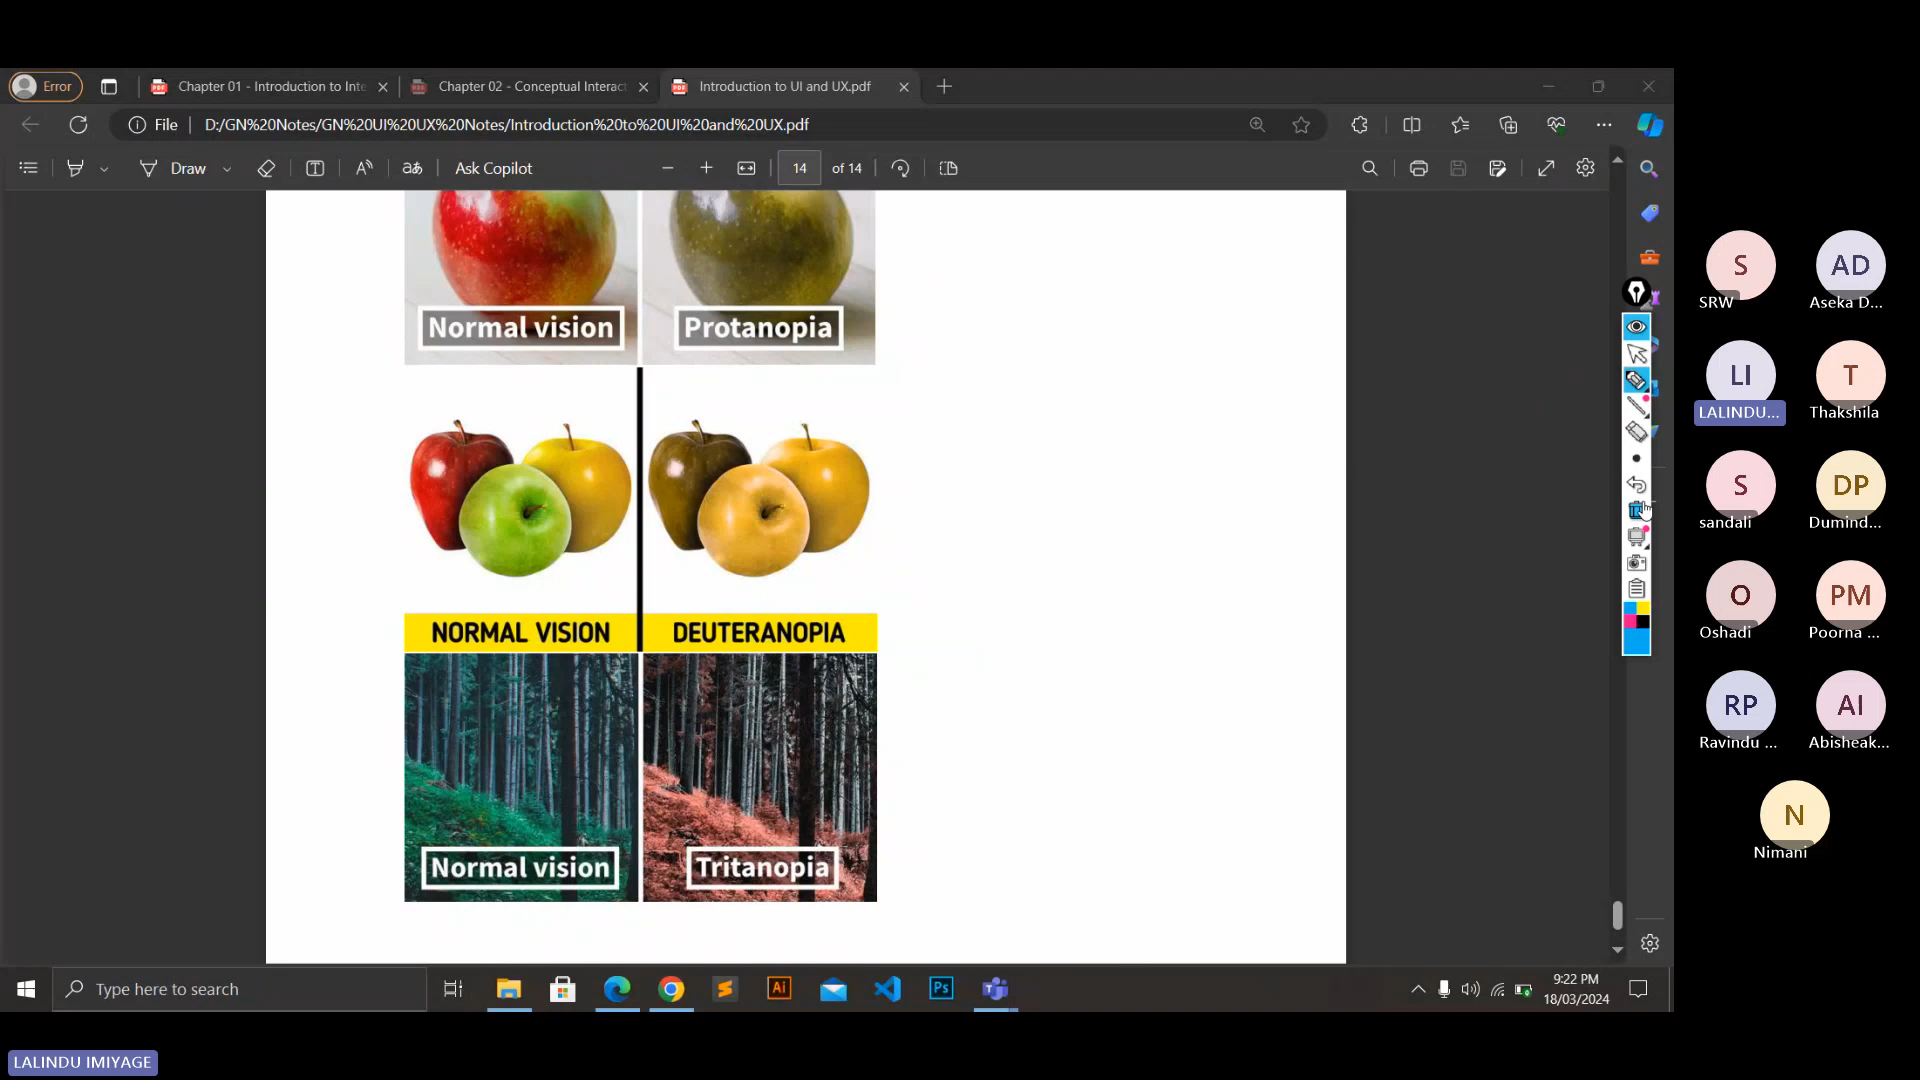 Error
Chapter 01 - Introduction to Inte
Chapter 02 - Conceptual Interact
Introduction to UI and UX.pdf
File
D:/GN%20Notes/GN%20UI%20UX%20Notes/Introduction%20to%20UI%20and%20UX.pdf
Draw
Ask Copilot
14
of 14
Normal vision
Protanopia
NORMAL VISION
DEUTERANOPIA
Normal vision
Tritanopia
S
SRW
AD
Aseka D...
LI
LALINDU...
T
Thakshila
S
sandali
DP
Dumind...
O
Oshadi
PM
Poorna ...
RP
Ravindu ...
AI
Abisheak...
N
Nimani
Type here to search
Ai
Ps
9:22 PM
18/03/2024
LALINDU IMIYAGE